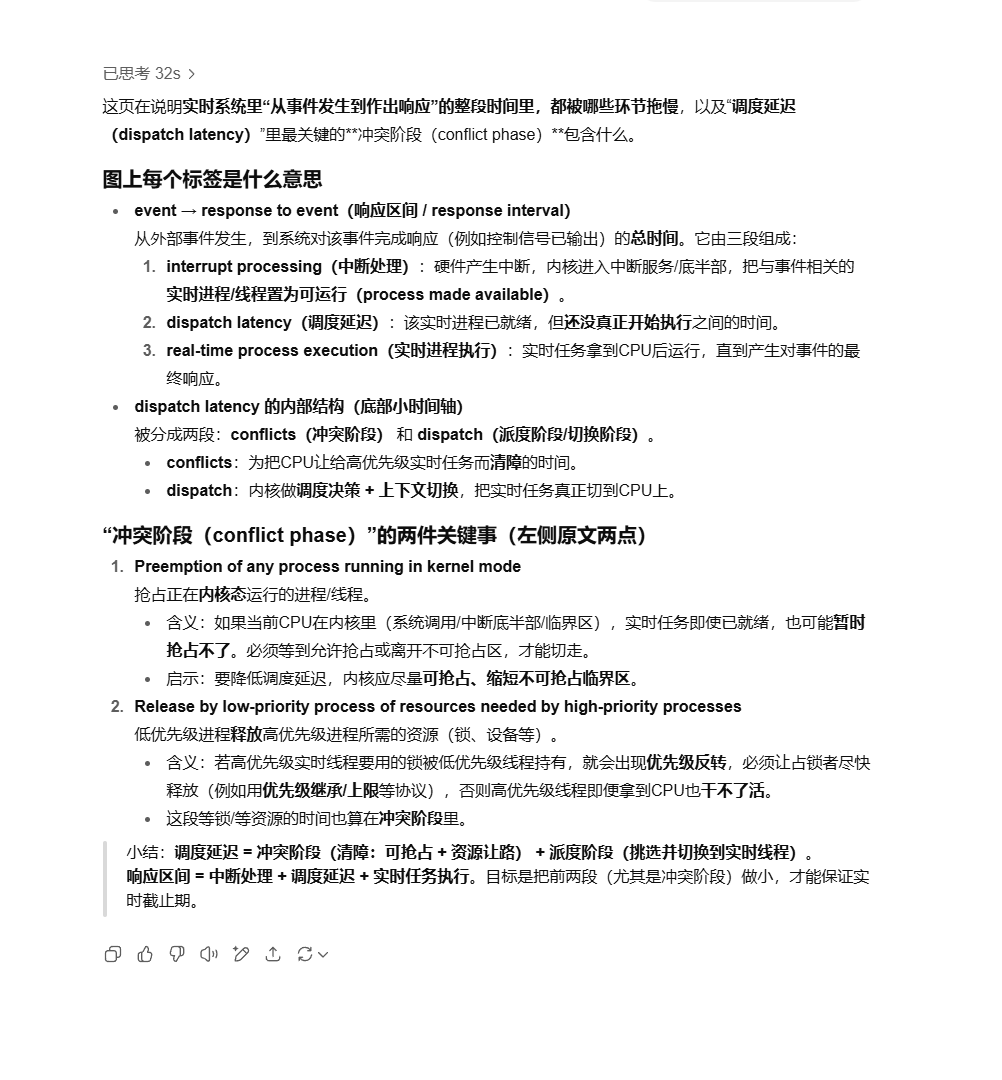 已思考 32s >
这页在说明实时系统里“从事件发生到作出响应”的整段时间里，都被哪些环节拖慢，以及“调度延迟
（dispatch latency）”里最关键的**冲突阶段（conflict phase）**包含什么。
图上每个标签是什么意思
• event → response to event（响应区间 / response interval）
从外部事件发生，到系统对该事件完成响应（例如控制信号已输出）的总时间。它由三段组成：
1. interrupt processing（中断处理）：硬件产生中断，内核进入中断服务/底半部，把与事件相关的
实时进程/线程置为可运行（process made available）。
2. dispatch latency（调度延迟）：该实时进程已就绪，但还没真正开始执行之间的时间。
3. real-time process execution（实时进程执行）：实时任务拿到CPU后运行，直到产生对事件的最
终响应。
• dispatch latency 的内部结构（底部小时间轴）
被分成两段：conflicts（冲突阶段） 和 dispatch（派度阶段/切换阶段）。
• conflicts：为把CPU让给高优先级实时任务而清障的时间。
• dispatch：内核做调度决策 + 上下文切换，把实时任务真正切到CPU上。
“冲突阶段（conflict phase）”的两件关键事（左侧原文两点）
1. Preemption of any process running in kernel mode
抢占正在内核态运行的进程/线程。
• 含义：如果当前CPU在内核里（系统调用/中断底半部/临界区），实时任务即使已就绪，也可能暂时
抢占不了。必须等到允许抢占或离开不可抢占区，才能切走。
• 启示：要降低调度延迟，内核应尽量可抢占、缩短不可抢占临界区。
2. Release by low-priority process of resources needed by high-priority processes
低优先级进程释放高优先级进程所需的资源（锁、设备等）。
• 含义：若高优先级实时线程要用的锁被低优先级线程持有，就会出现优先级反转，必须让占锁者尽快
释放（例如用优先级继承/上限等协议），否则高优先级线程即便拿到CPU也干不了活。
• 这段等锁/等资源的时间也算在冲突阶段里。
小结：调度延迟 = 冲突阶段（清障：可抢占 + 资源让路） + 派度阶段（挑选并切换到实时线程）。
响应区间 = 中断处理 + 调度延迟 + 实时任务执行。目标是把前两段（尤其是冲突阶段）做小，才能保证实
时截止期。